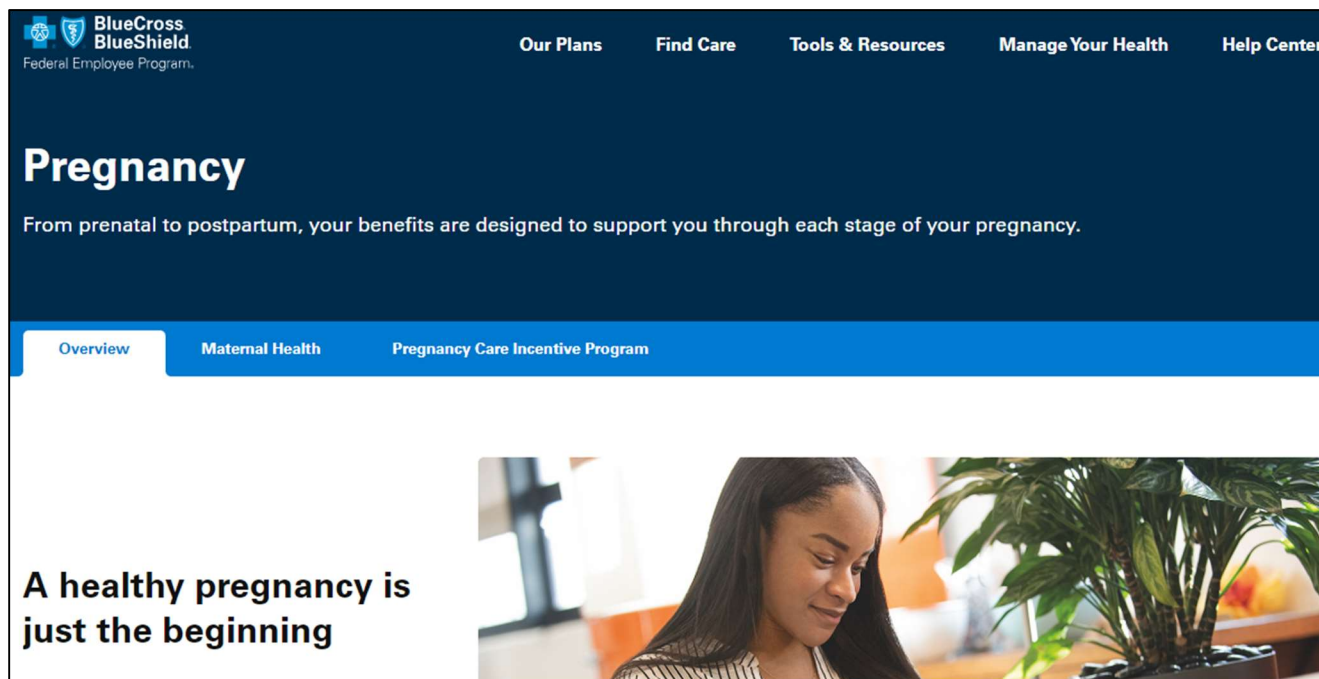 BlueCross
BlueShield.
Federal Employee Program.
Our Plans Find Care Tools & Resources Manage Your Health Help Center
Pregnancy
From prenatal to postpartum, your benefits are designed to support you through each stage of your pregnancy.
Overview Maternal Health Pregnancy Care Incentive Program
A healthy pregnancy is
just the beginning